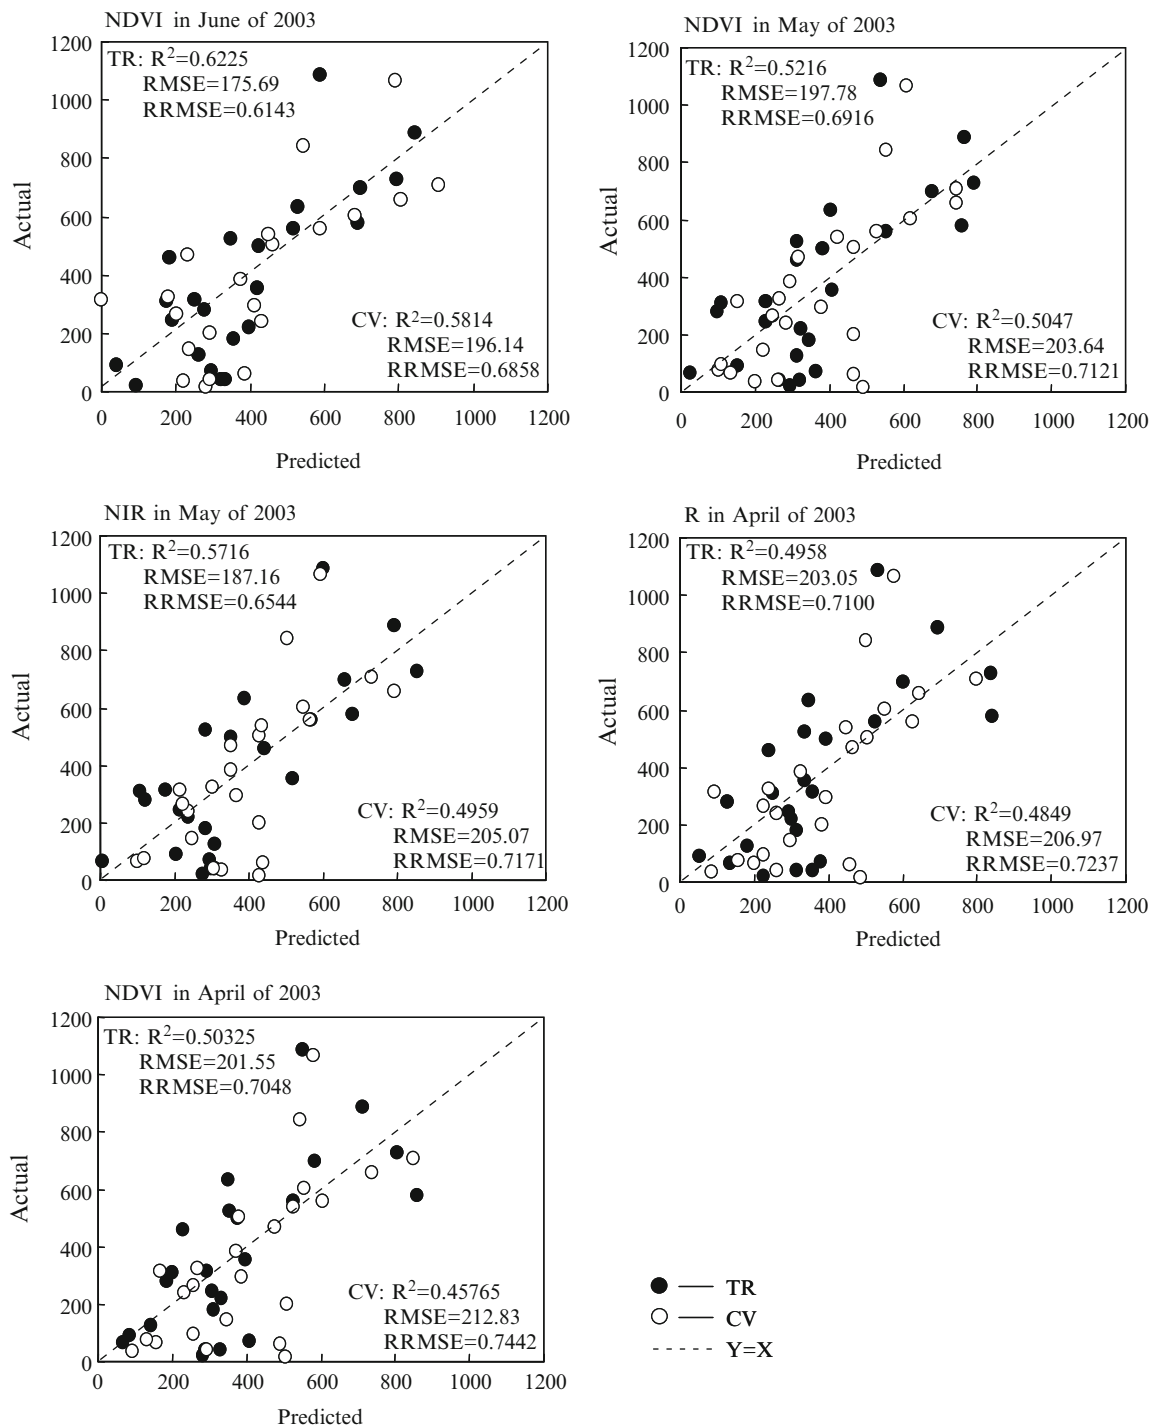 NDVI in June of 2003
TR: R²=0.6225
RMSE=175.69
RRMSE=0.6143
CV: R²=0.5814
RMSE=196.14
RRMSE=0.6858
1200
1000
800
600
400
200
0
Actual
0 200 400 600 800 1000 1200
Predicted
NDVI in May of 2003
TR: R²=0.5216
RMSE=197.78
RRMSE=0.6916
CV: R²=0.5047
RMSE=203.64
RRMSE=0.7121
1200
1000
800
600
400
200
0
Actual
0 200 400 600 800 1000 1200
Predicted
NIR in May of 2003
TR: R²=0.5716
RMSE=187.16
RRMSE=0.6544
CV: R²=0.4959
RMSE=205.07
RRMSE=0.7171
1200
1000
800
600
400
200
0
Actual
0 200 400 600 800 1000 1200
Predicted
R in April of 2003
TR: R²=0.4958
RMSE=203.05
RRMSE=0.7100
CV: R²=0.4849
RMSE=206.97
RRMSE=0.7237
1200
1000
800
600
400
200
0
Actual
0 200 400 600 800 1000 1200
Predicted
NDVI in April of 2003
TR: R²=0.50325
RMSE=201.55
RRMSE=0.7048
CV: R²=0.45765
RMSE=212.83
RRMSE=0.7442
1200
1000
800
600
400
200
0
Actual
0 200 400 600 800 1000 1200
Predicted
TR
CV
Y=X